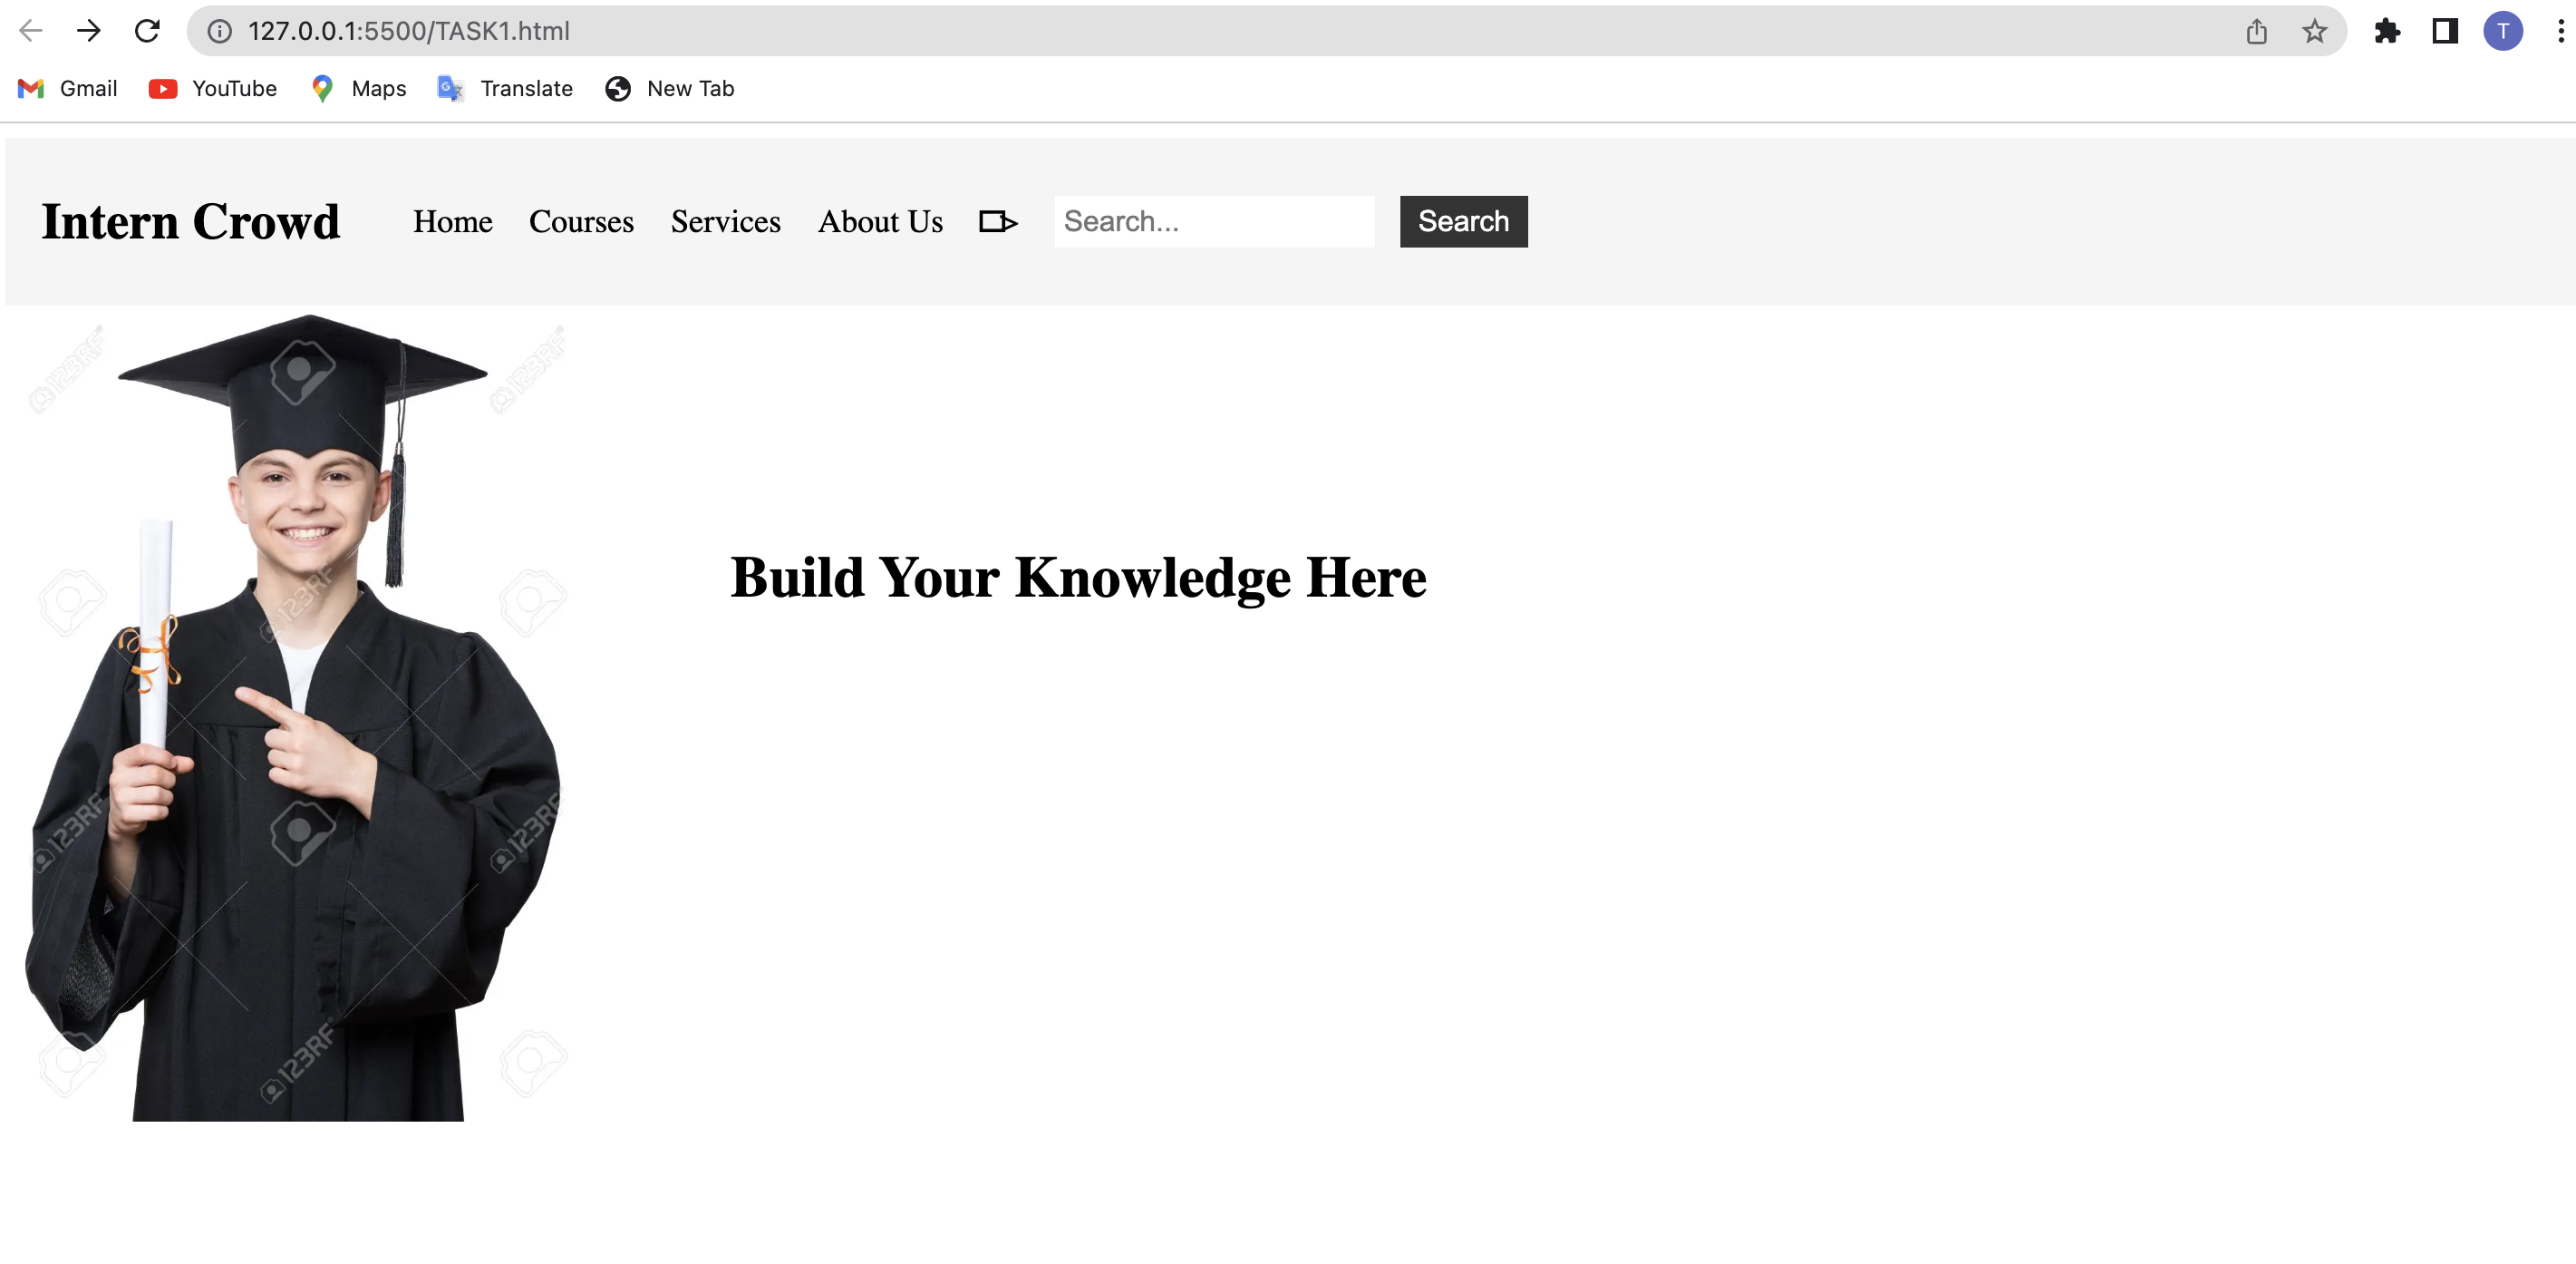 127.0.0.1:5500/TASK1.html
T
Gmail YouTube Maps Translate New Tab
Intern Crowd Home Courses Services About Us Search... Search
123RF 123RF
Build Your Knowledge Here
123RF
123RF 123RF
123RF